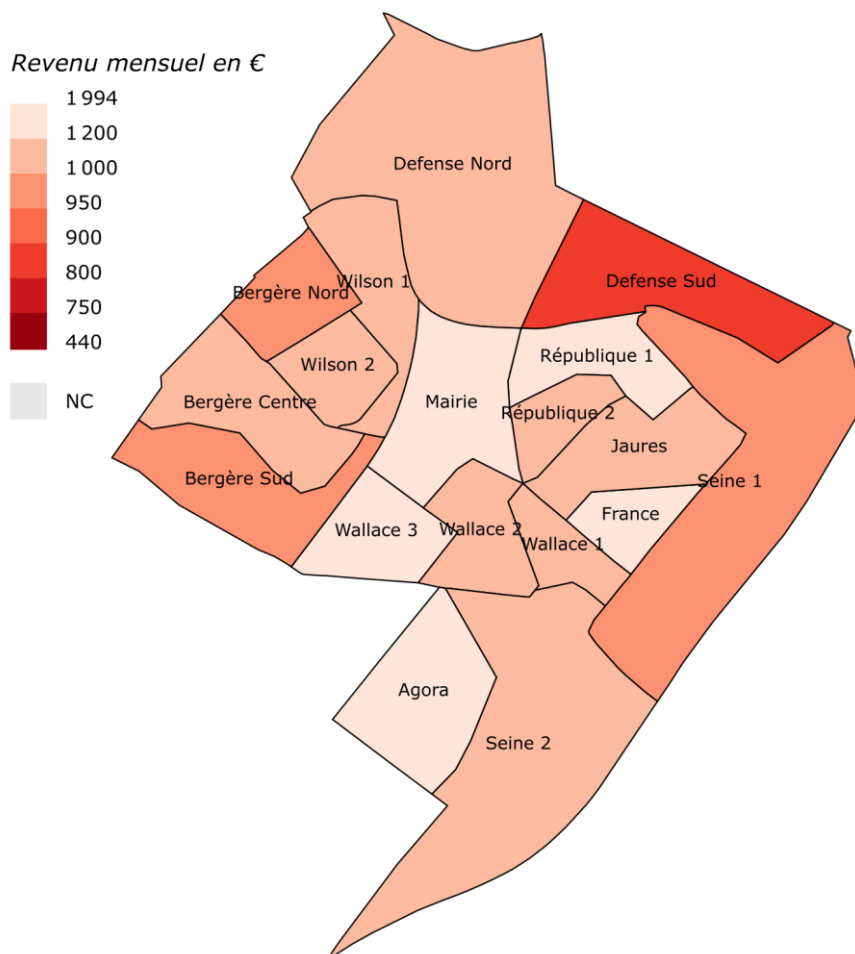 Revenu mensuel en €
1 994
1 200
1 000
950
900
800
750
440
NC
Defense Nord
Defense Sud
Wilson 1
Bergère Nord
République 1
Wilson 2
Bergère Centre
Mairie
République 2
Jaures
Bergère Sud
Seine 1
France
Wallace 3
Wallace 2
Wallace 1
Agora
Seine 2